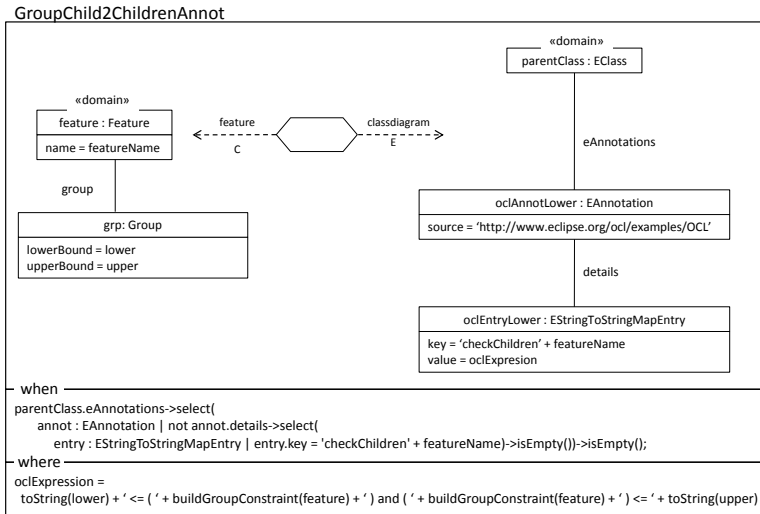 GroupChild2ChildrenAnnot
«domain»
parentClass : EClass
«domain»
feature : Feature
name = featureName
feature
C
classdiagram
E
eAnnotations
group
grp: Group
lowerBound = lower
upperBound = upper
oclAnnotLower : EAnnotation
source = ‘http://www.eclipse.org/ocl/examples/OCL’
details
oclEntryLower : EStringToStringMapEntry
key = ‘checkChildren’ + featureName
value = oclExpresion
when
parentClass.eAnnotations->select(
annot : EAnnotation | not annot.details->select(
entry : EStringToStringMapEntry | entry.key = 'checkChildren' + featureName)->isEmpty())->isEmpty();
where
oclExpression =
toString(lower) + ‘ <= ( ‘ + buildGroupConstraint(feature) + ‘ ) and ( ‘ + buildGroupConstraint(feature) + ‘ ) <= ‘ + toString(upper)